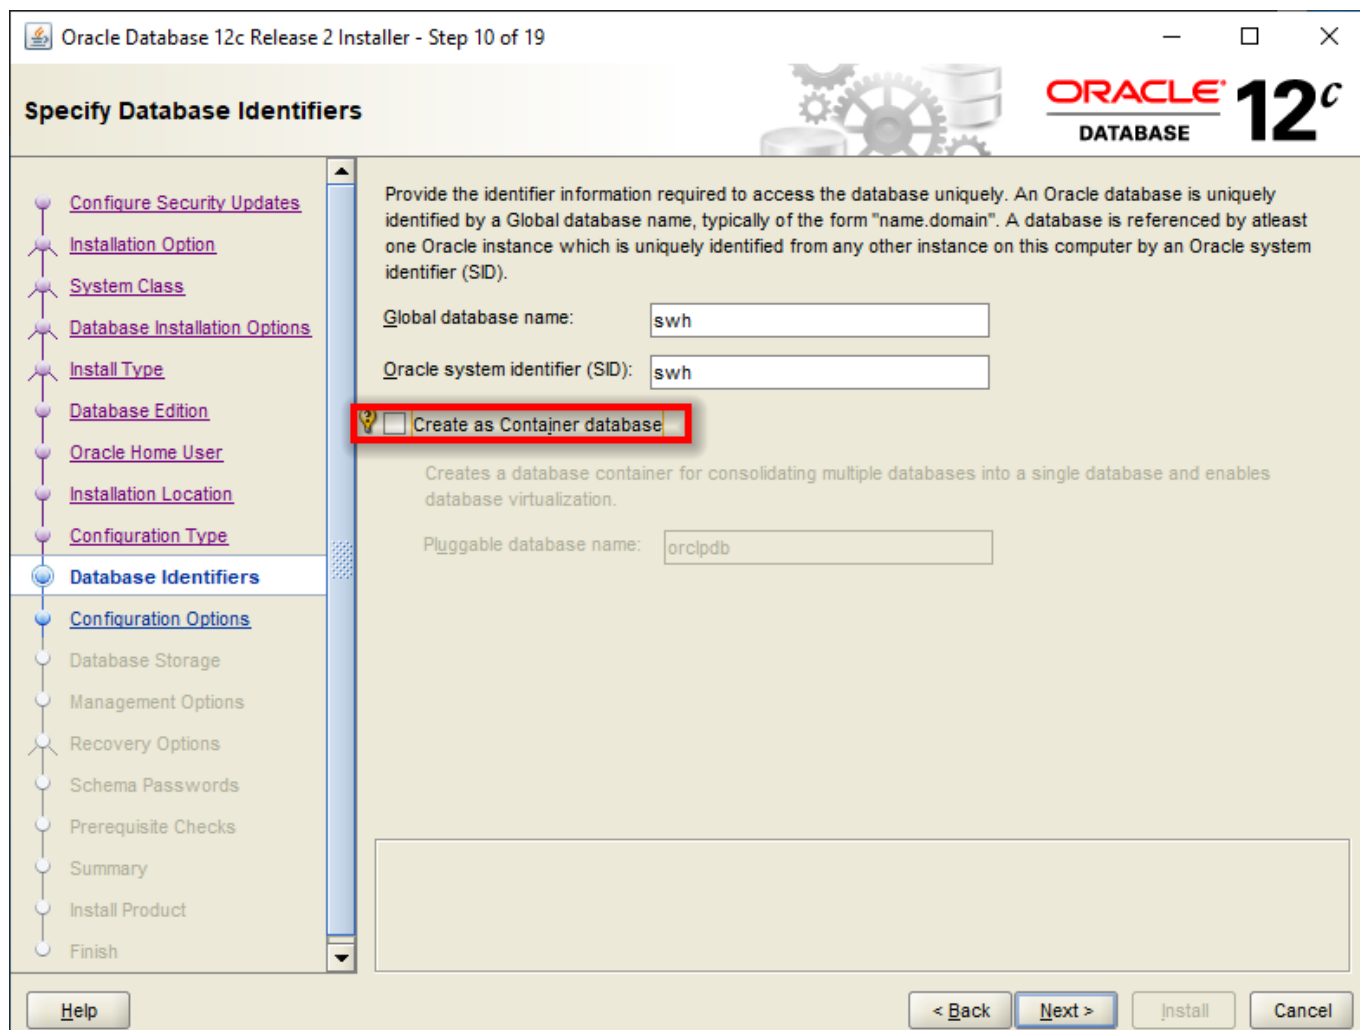 Oracle Database 12c Release 2 Installer - Step 10 of 19
Specify Database Identifiers
ORACLE
DATABASE
12c
Configure Security Updates
Installation Option
System Class
Database Installation Options
Install Type
Database Edition
Oracle Home User
Installation Location
Configuration Type
Database Identifiers
Configuration Options
Database Storage
Management Options
Recovery Options
Schema Passwords
Prerequisite Checks
Summary
Install Product
Finish
Provide the identifier information required to access the database uniquely. An Oracle database is uniquely
identified by a Global database name, typically of the form "name.domain". A database is referenced by atleast
one Oracle instance which is uniquely identified from any other instance on this computer by an Oracle system
identifier (SID).
Global database name: swh
Oracle system identifier (SID): swh
Create as Container database
Creates a database container for consolidating multiple databases into a single database and enables
database virtualization.
Pluggable database name: orclpdb
Help
< Back
Next >
Install
Cancel